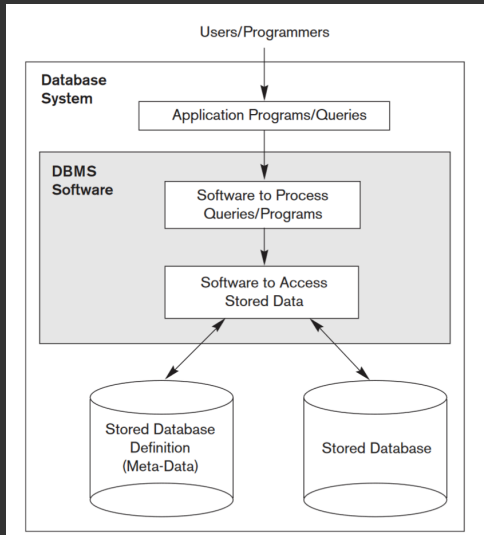 Users/Programmers
Database
System
Application Programs/Queries
DBMS
Software
Software to Process
Queries/Programs
Software to Access
Stored Data
Stored Database
Definition
(Meta-Data)
Stored Database